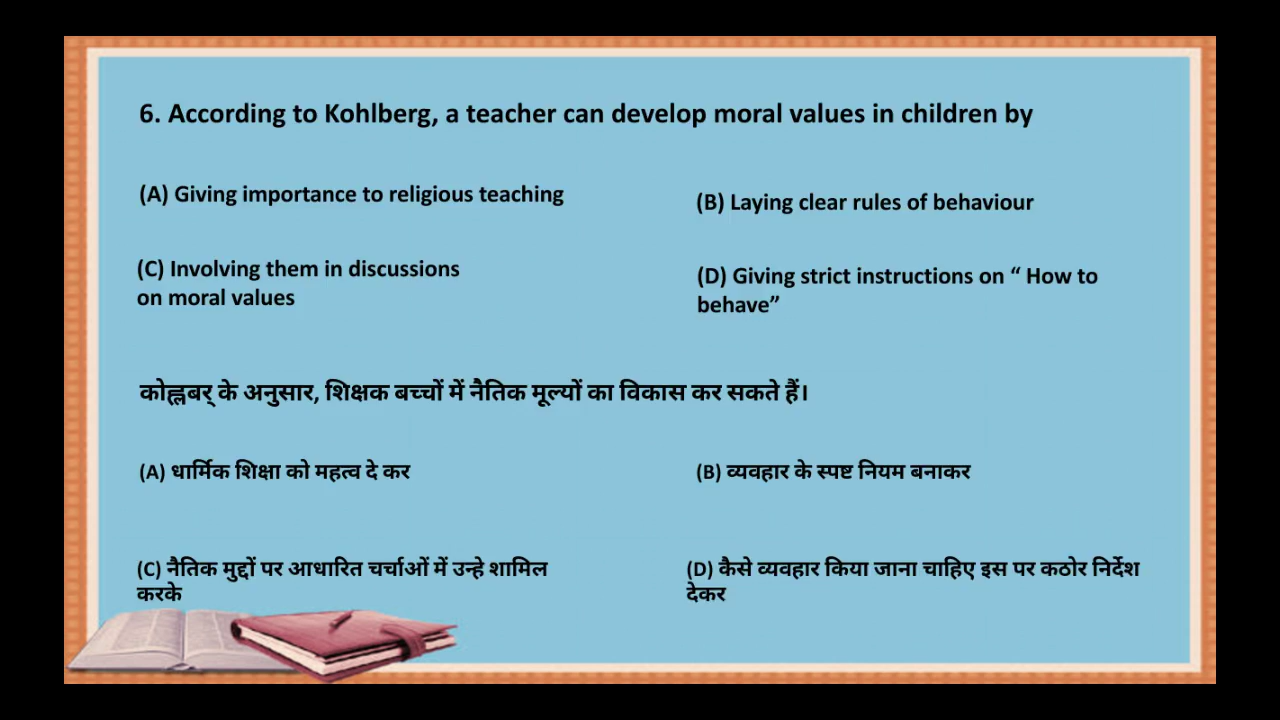 6. According to Kohlberg, a teacher can develop moral values in children by
(A) Giving importance to religious teaching
(B) Laying clear rules of behaviour
(C) Involving them in discussions
on moral values
(D) Giving strict instructions on “ How to
behave”
कोह्लबर् के अनुसार, शिक्षक बच्चों में नैतिक मूल्यों का विकास कर सकते हैं।
(A) धार्मिक शिक्षा को महत्व दे कर
(B) व्यवहार के स्पष्ट नियम बनाकर
(C) नैतिक मुद्दों पर आधारित चर्चाओं में उन्हे शामिल
करके
(D) कैसे व्यवहार किया जाना चाहिए इस पर कठोर निर्देश
देकर